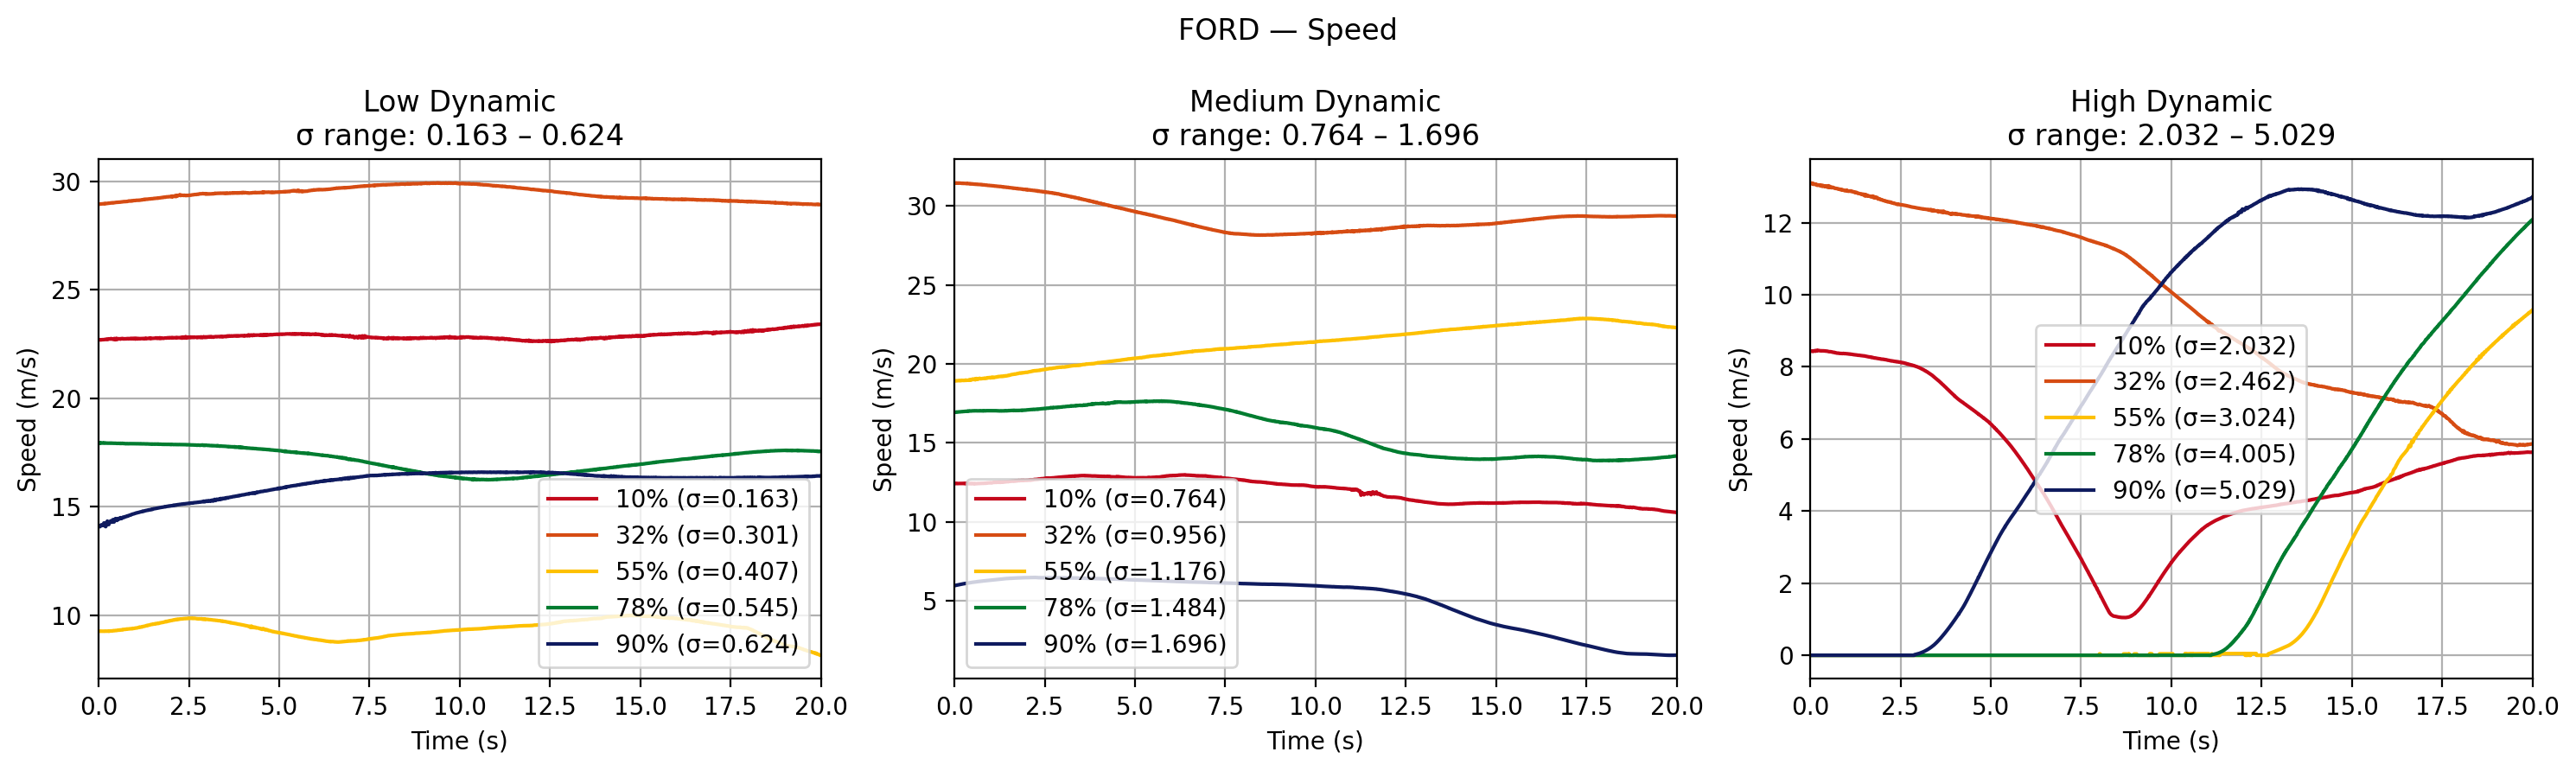 FORD — Speed
Low Dynamic
σ range: 0.163 – 0.624
Speed (m/s)
30
25
20
15
10
0.0 2.5 5.0 7.5 10.0 12.5 15.0 17.5 20.0
Time (s)
10% (σ=0.163)
32% (σ=0.301)
55% (σ=0.407)
78% (σ=0.545)
90% (σ=0.624)
Medium Dynamic
σ range: 0.764 – 1.696
Speed (m/s)
30
25
20
15
10
5
0.0 2.5 5.0 7.5 10.0 12.5 15.0 17.5 20.0
Time (s)
10% (σ=0.764)
32% (σ=0.956)
55% (σ=1.176)
78% (σ=1.484)
90% (σ=1.696)
High Dynamic
σ range: 2.032 – 5.029
Speed (m/s)
12
10
8
6
4
2
0
0.0 2.5 5.0 7.5 10.0 12.5 15.0 17.5 20.0
Time (s)
10% (σ=2.032)
32% (σ=2.462)
55% (σ=3.024)
78% (σ=4.005)
90% (σ=5.029)